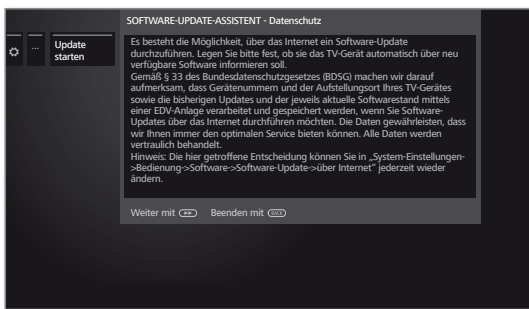 SOFTWARE-UPDATE-ASSISTENT - Datenschutz
...
Update
starten
Es besteht die Möglichkeit, über das Internet ein Software-Update
durchzuführen. Legen Sie bitte fest, ob sie das TV-Gerät automatisch über neu
verfügbare Software informieren soll.
Gemäß § 33 des Bundesdatenschutzgesetzes (BDSG) machen wir darauf
aufmerksam, dass Gerätenummern und der Aufstellungsort Ihres TV-Gerätes
sowie die bisherigen Updates und der jeweils aktuelle Softwarestand mittels
einer EDV-Anlage verarbeitet und gespeichert werden, wenn Sie Software-
Updates über das Internet durchführen möchten. Die Daten gewährleisten, dass
wir Ihnen immer den optimalen Service bieten können. Alle Daten werden
vertraulich behandelt.
Hinweis: Die hier getroffene Entscheidung können Sie in „System-Einstellungen-
>Bedienung->Software->Software-Update->über Internet" jederzeit wieder
ändern.
Weiter mit Beenden mit BACK